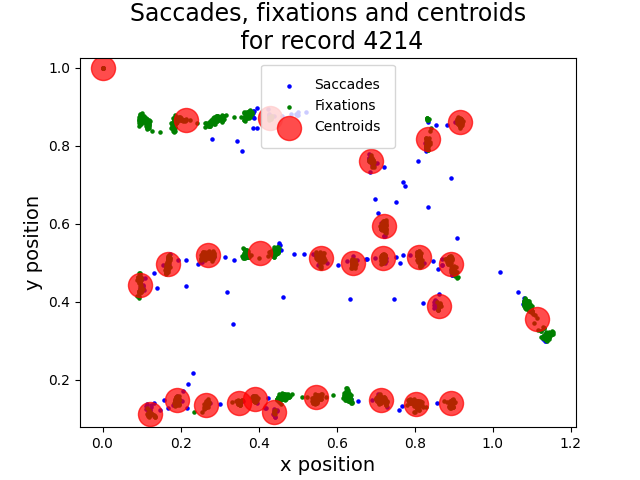 Saccades, fixations and centroids
for record 4214
Saccades
Fixations
Centroids
1.0
0.8
0.6
0.4
0.2
y position
0.0
0.2
0.4
0.6
0.8
1.0
1.2
x position